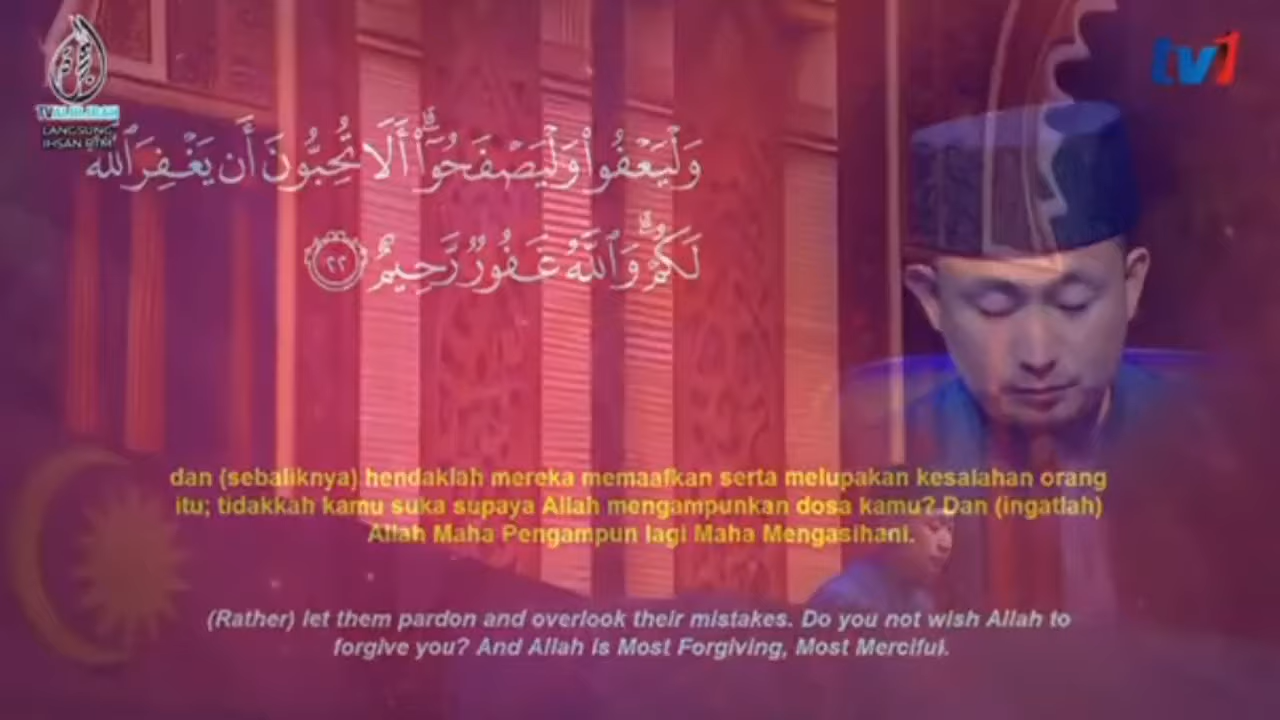 TV ALHIJRAH
LANGSUNG
IHSAN RTM
tv1
وَلْيَعْفُوا۟ وَلْيَصْفَحُوٓا۟ ۗ أَلَا تُحِبُّونَ أَن يَغْفِرَ ٱللَّهُ
لَكُمْ ۗ وَٱللَّهُ غَفُورٌ رَّحِيمٌ ٢٢
dan (sebaliknya) hendaklah mereka memaafkan serta melupakan kesalahan orang
itu; tidakkah kamu suka supaya Allah mengampunkan dosa kamu? Dan (ingatlah)
Allah Maha Pengampun lagi Maha Mengasihani.
(Rather) let them pardon and overlook their mistakes. Do you not wish Allah to
forgive you? And Allah is Most Forgiving, Most Merciful.